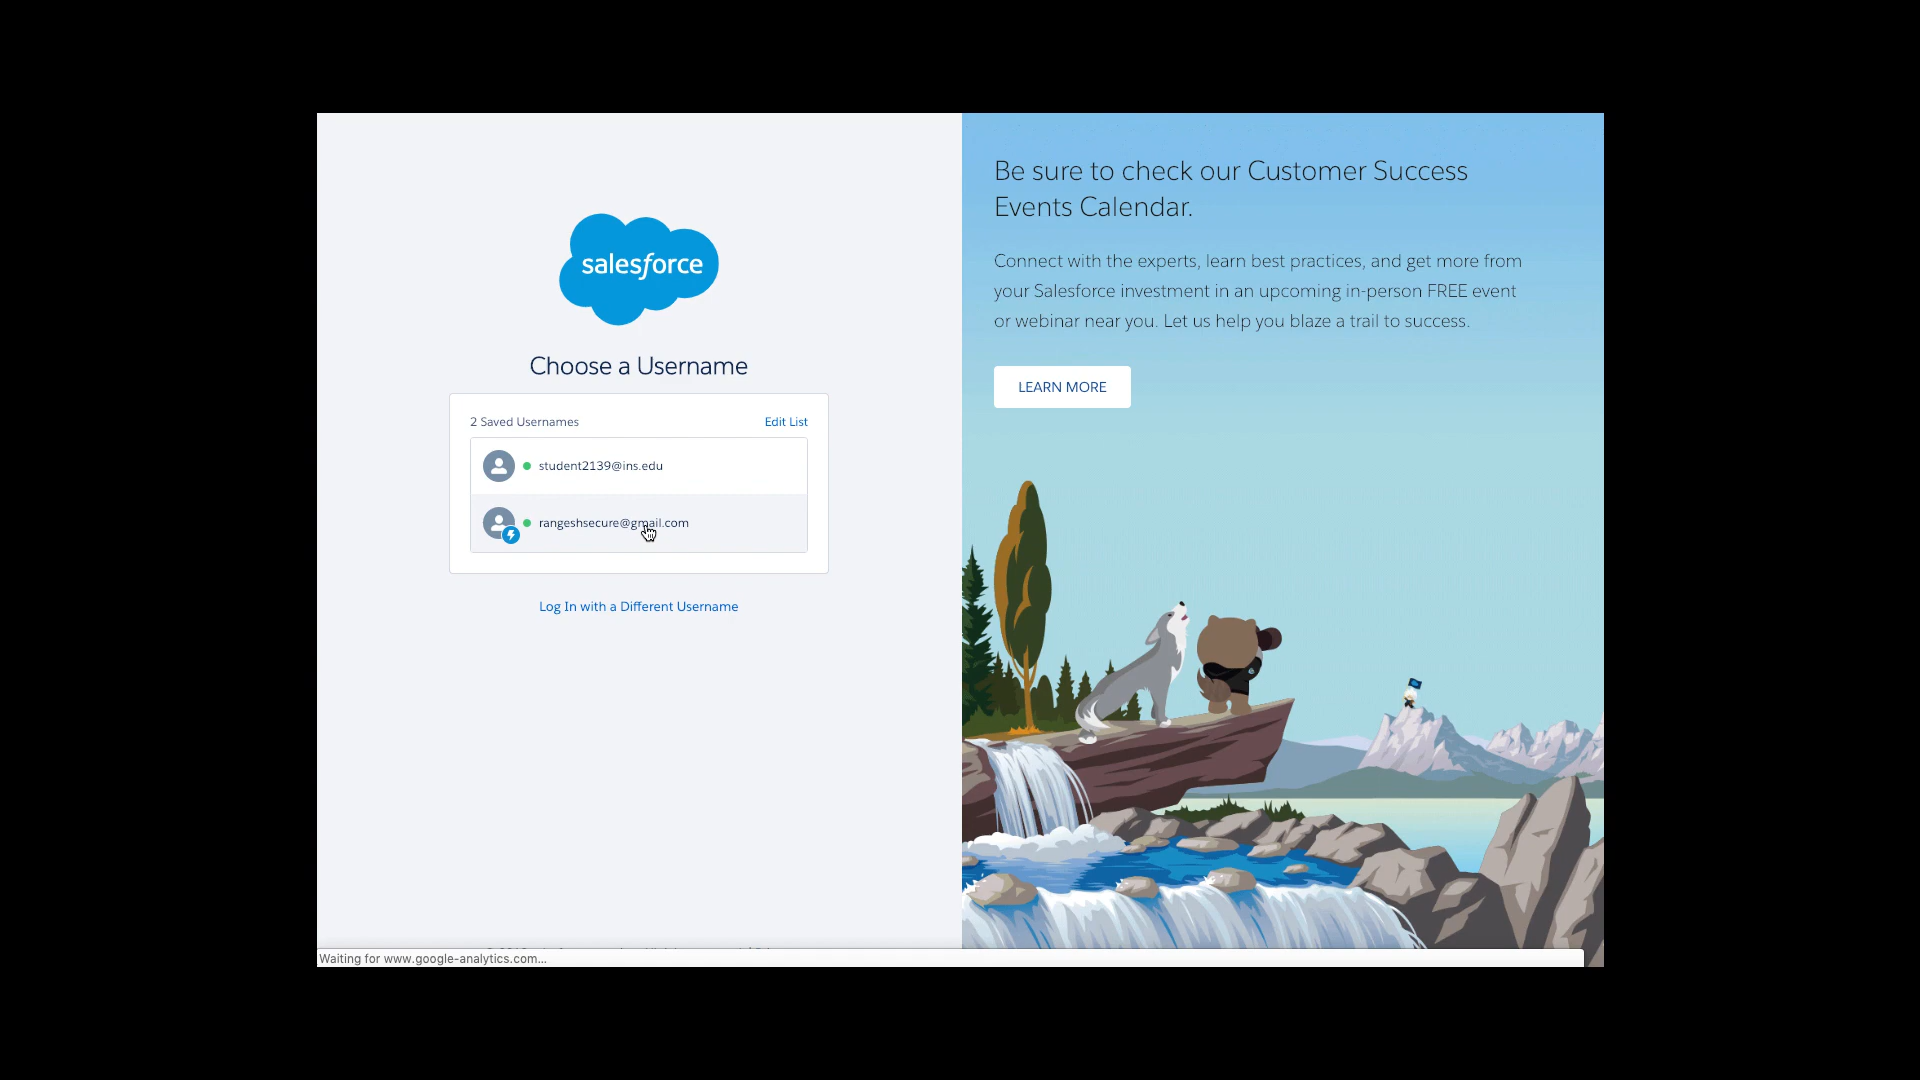 salesforce
Choose a Username
2 Saved Usernames
Edit List
student2139@ins.edu
rangeshsecure@gmail.com
Log In with a Different Username
Be sure to check our Customer Success
Events Calendar.
Connect with the experts, learn best practices, and get more from
your Salesforce investment in an upcoming in-person FREE event
or webinar near you. Let us help you blaze a trail to success.
LEARN MORE
Waiting for www.google-analytics.com...